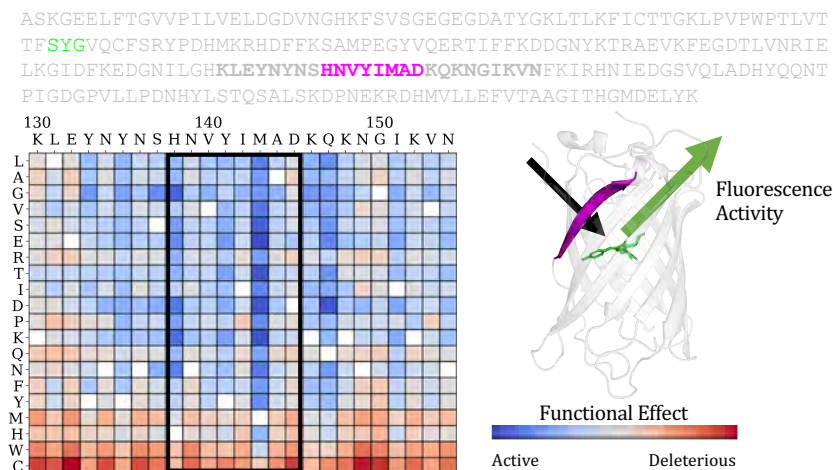 ASKGEELFTGVVPILVELDGDVNGHKFSVSGEGEGDATYGKLTLKFICTTGKLPVPWPTLVT
TFSYGVQCFSRYPDHMKRHDFFKSAMPEGYVQERTIFFKDDGNYKTRAEVKFEGDTLVNRIE
LKGIDFKEDGNILGHKLEYNYNSHNVYIMADKQKNGIKVNFKIRHNIEDGSVQLADHYQQNT
PIGDGPVLLPDNHYLSTQSALSKDPNEKRDHMVLLEFVTAAGITHGMDELYK
130 140 150
K L E Y N Y N S H N V Y I M A D K Q K N G I K V N
L
A
G
V
S
E
R
T
I
D
P
K
Q
N
F
Y
M
H
W
C
Fluorescence
Activity
Functional Effect
Active Deleterious